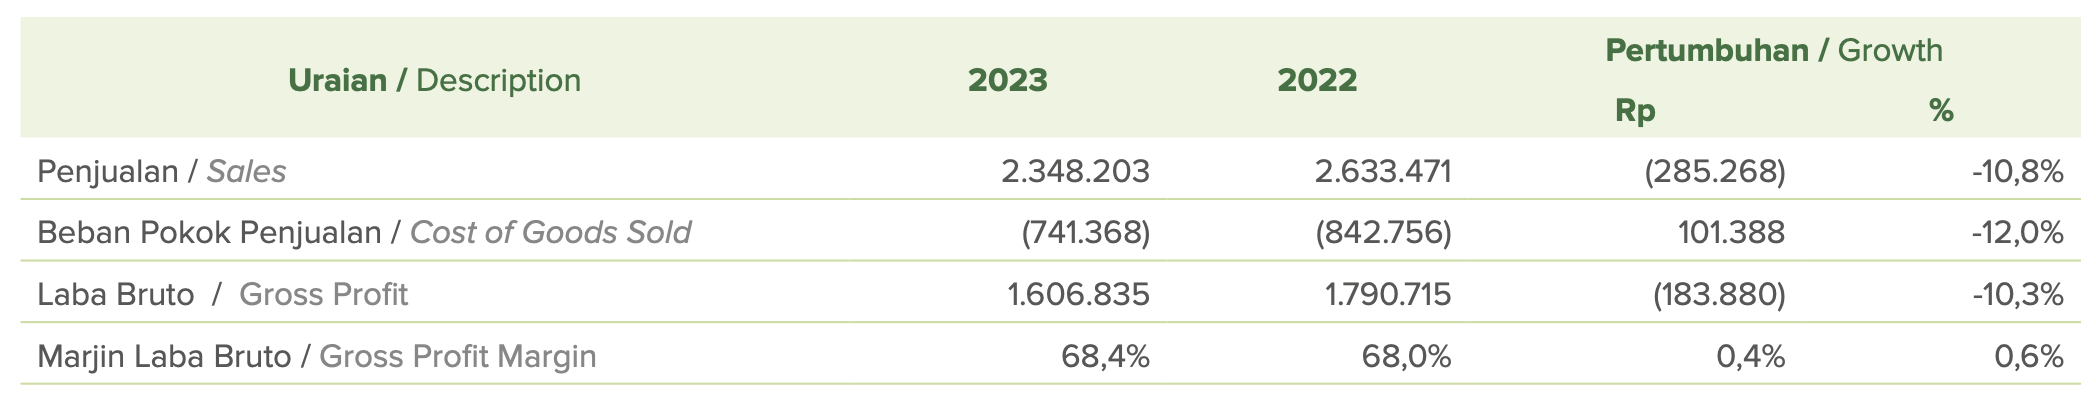 Uraian / Description 2023 2022 Pertumbuhan / Growth
Rp %
Penjualan / Sales 2.348.203 2.633.471 (285.268) -10,8%
Beban Pokok Penjualan / Cost of Goods Sold (741.368) (842.756) 101.388 -12,0%
Laba Bruto / Gross Profit 1.606.835 1.790.715 (183.880) -10,3%
Marjin Laba Bruto / Gross Profit Margin 68,4% 68,0% 0,4% 0,6%